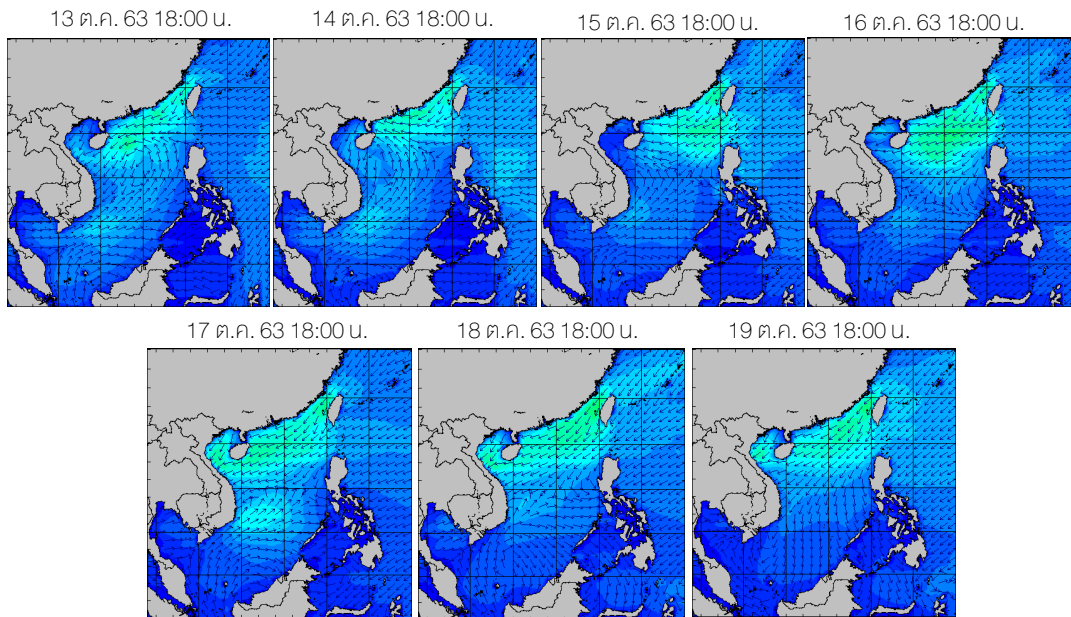 13 ต.ค. 63 18:00 น.
14 ต.ค. 63 18:00 น.
15 ต.ค. 63 18:00 น.
16 ต.ค. 63 18:00 น.
17 ต.ค. 63 18:00 น.
18 ต.ค. 63 18:00 น.
19 ต.ค. 63 18:00 น.